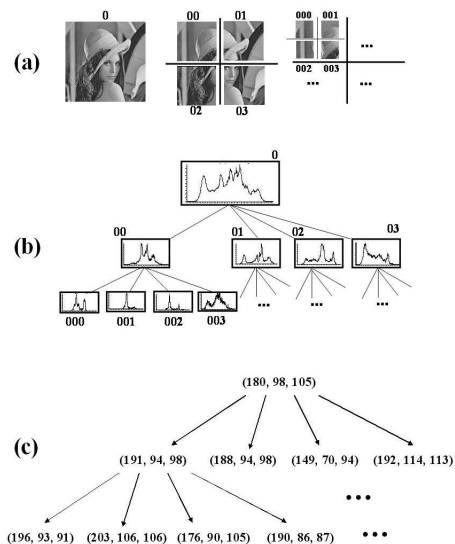 0 00 01 000 001
(a) ...
002 003
02 03 ... ...
0
00 01 02 03
(b)
000 001 002 003 ... ... ...
(180, 98, 105)
(c)
(191, 94, 98) (188, 94, 98) (149, 70, 94) (192, 114, 113)
...
(196, 93, 91) (203, 106, 106) (176, 90, 105) (190, 86, 87) ...